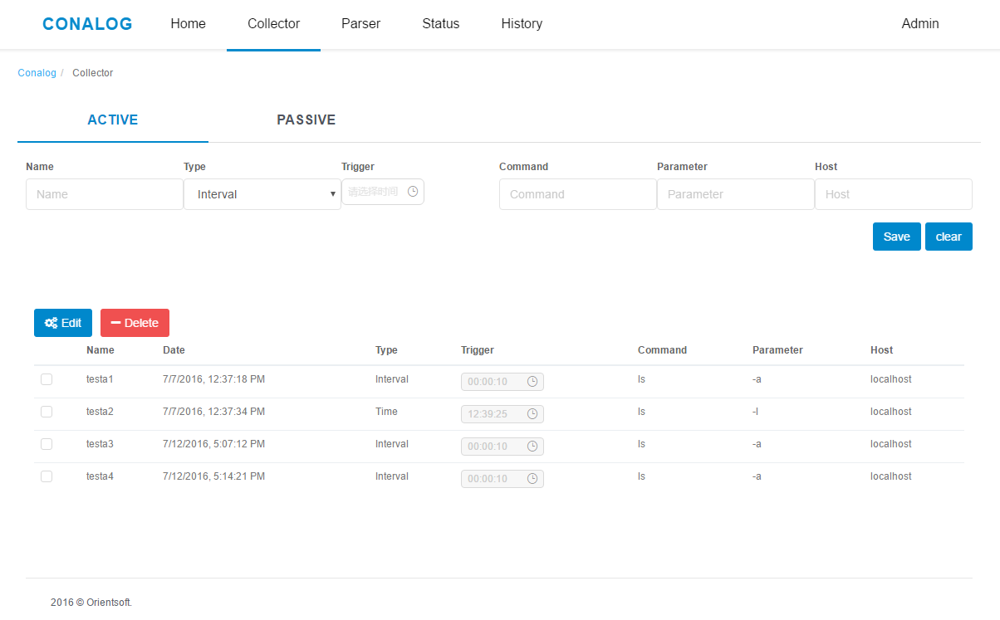 CONALOG Home Collector Parser Status History Admin
Conalog / Collector
ACTIVE PASSIVE
Name Type Trigger Command Parameter Host
Name Interval 请选择时间 Command Parameter Host
Save clear
Edit Delete
Name Date Type Trigger Command Parameter Host
testa1 7/7/2016, 12:37:18 PM Interval 00:00:10 ls -a localhost
testa2 7/7/2016, 12:37:34 PM Time 12:39:25 ls -l localhost
testa3 7/12/2016, 5:07:12 PM Interval 00:00:10 ls -a localhost
testa4 7/12/2016, 5:14:21 PM Interval 00:00:10 ls -a localhost
2016 © Orientsoft.